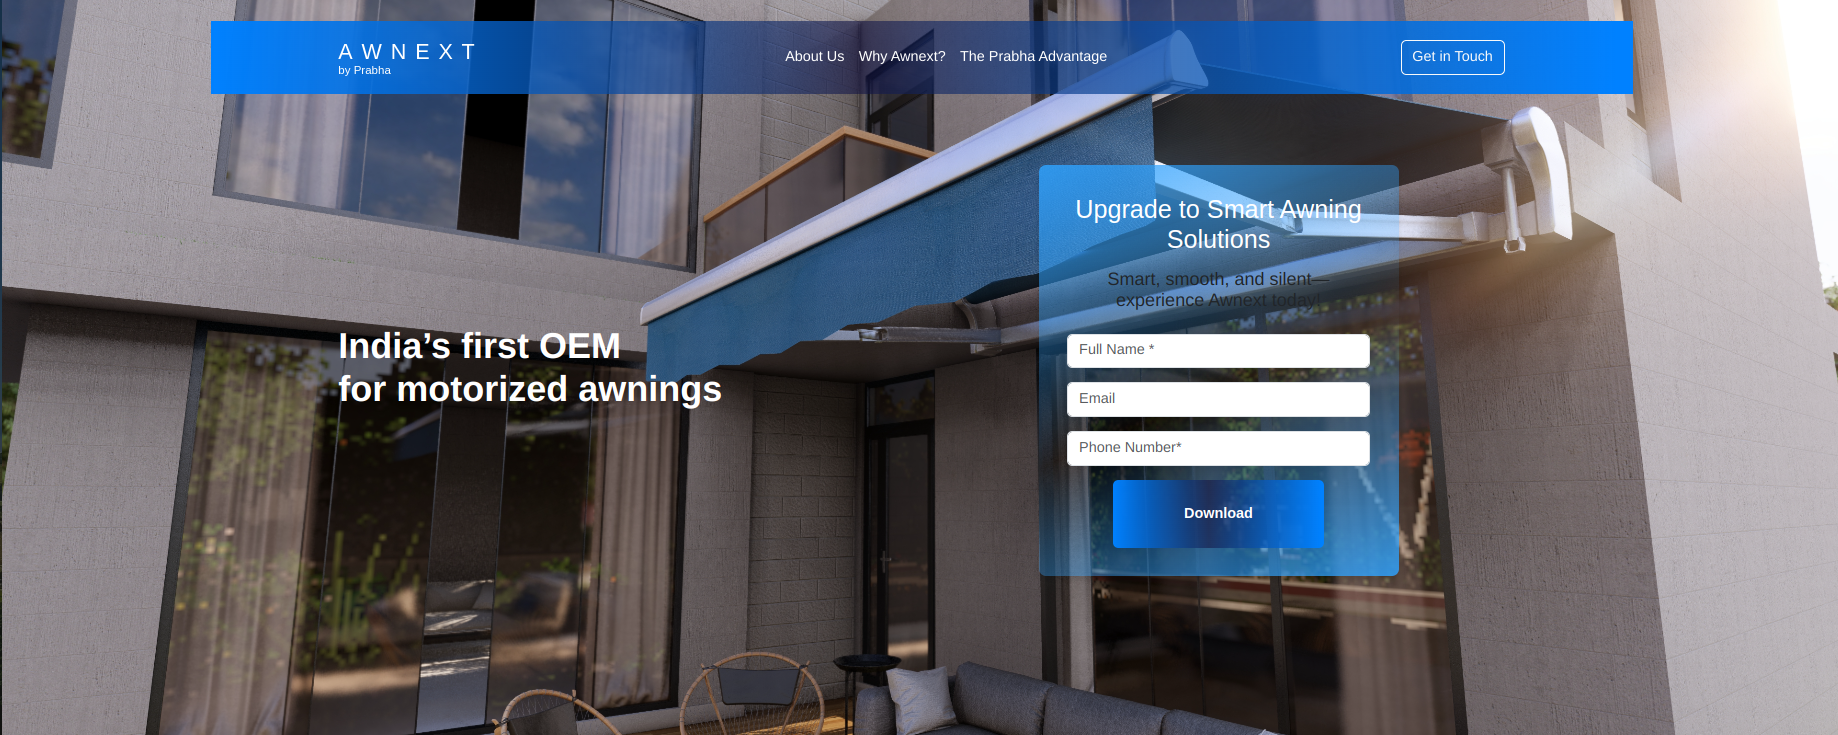 AWNEXT
by Prabha
About Us Why Awnext? The Prabha Advantage
Get in Touch
India’s first OEM
for motorized awnings
Upgrade to Smart Awning
Solutions
Smart, smooth, and silent—
experience Awnext today!
Full Name *
Email
Phone Number*
Download